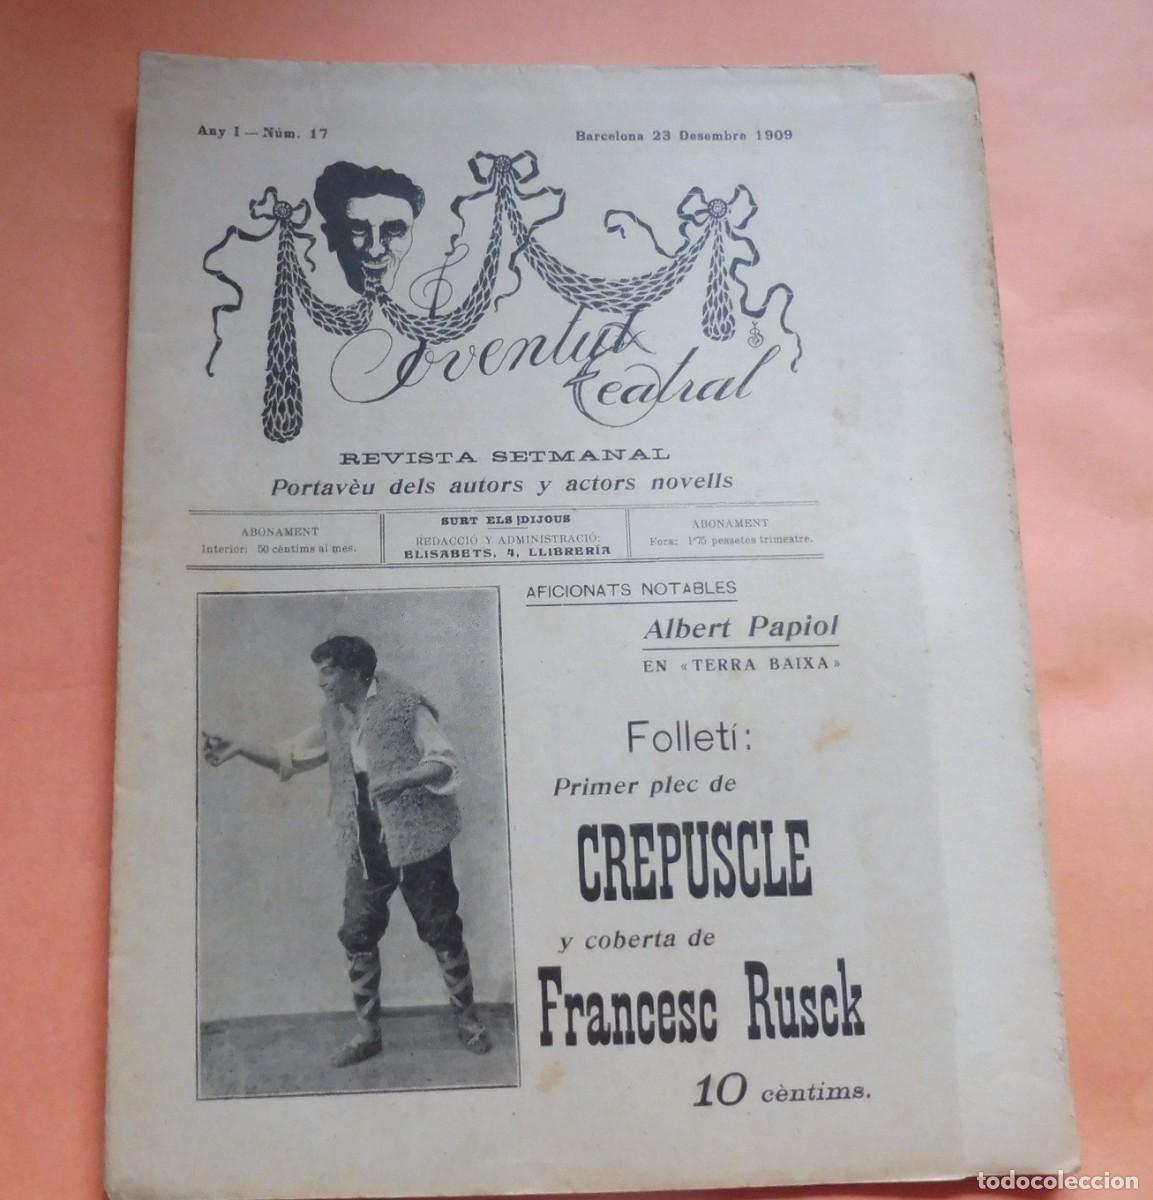 Any I — Núm. 17
Barcelona 23 Desembre 1909
Joventut
teatral
REVISTA SETMANAL
Portavèu dels autors y actors novells
ABONAMENT
Interior: 50 cèntims al mes.
SURT ELS DIJOUS
REDACCIÓ Y ADMINISTRACIÓ:
ELISABETS, 4, LLIBRERÍA
ABONAMENT
Fora: 1'75 pessetes trimestre.
AFICIONATS NOTABLES
Albert Papiol
EN «TERRA BAIXA»
Folletí:
Primer plec de
CREPUSCLE
y coberta de
Francesc Rusck
10 cèntims.
todocoleccion